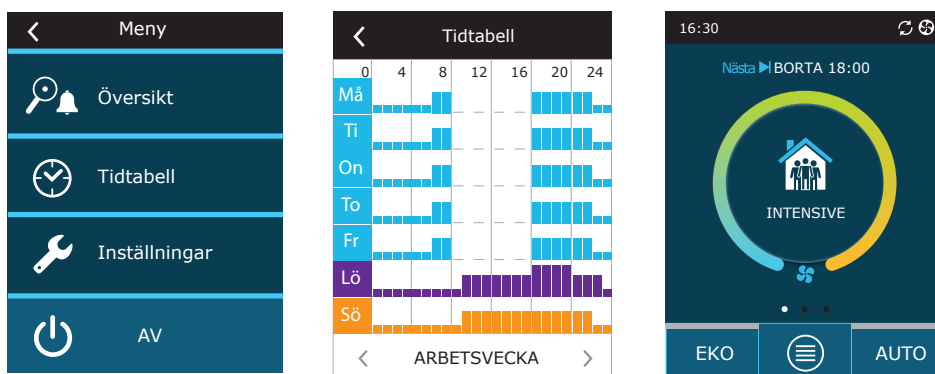 Meny
Översikt
Tidtabell
Inställningar
AV
Tidtabell
0 4 8 12 16 20 24
Må
Ti
On
To
Fr
Lö
Sö
ARBETSVECKA
16:30
Nästa BORTA 18:00
INTENSIVE
EKO AUTO